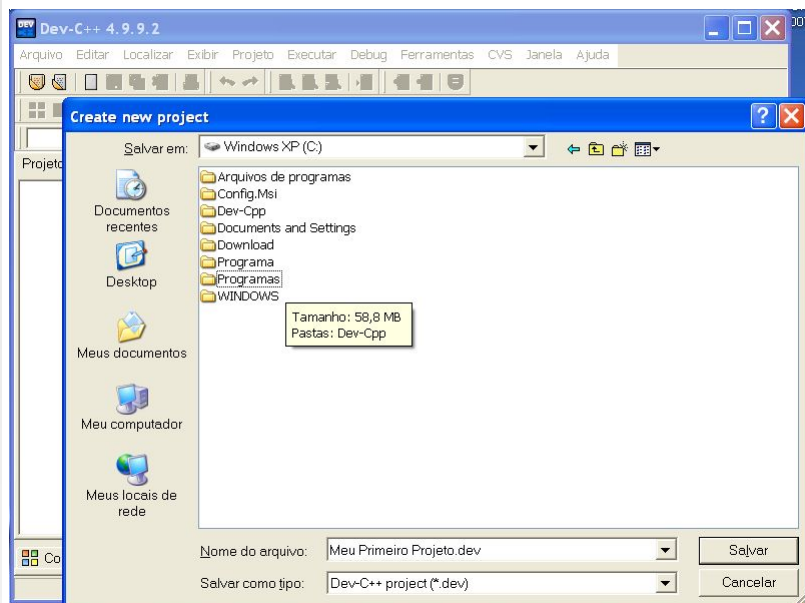 Dev-C++ 4.9.9.2
Arquivo Editar Localizar Exibir Projeto Executar Debug Ferramentas CVS Janela Ajuda
Create new project
Projeto
Salvar em: Windows XP (C:)
Documentos recentes
Desktop
Meus documentos
Meu computador
Meus locais de rede
Arquivos de programas
Config.Msi
Dev-Cpp
Documents and Settings
Download
Programa
Programas
WINDOWS
Tamanho: 58,8 MB
Pastas: Dev-Cpp
Nome do arquivo: Meu Primeiro Projeto.dev Salvar
Co
Salvar como tipo: Dev-C++ project (*.dev) Cancelar